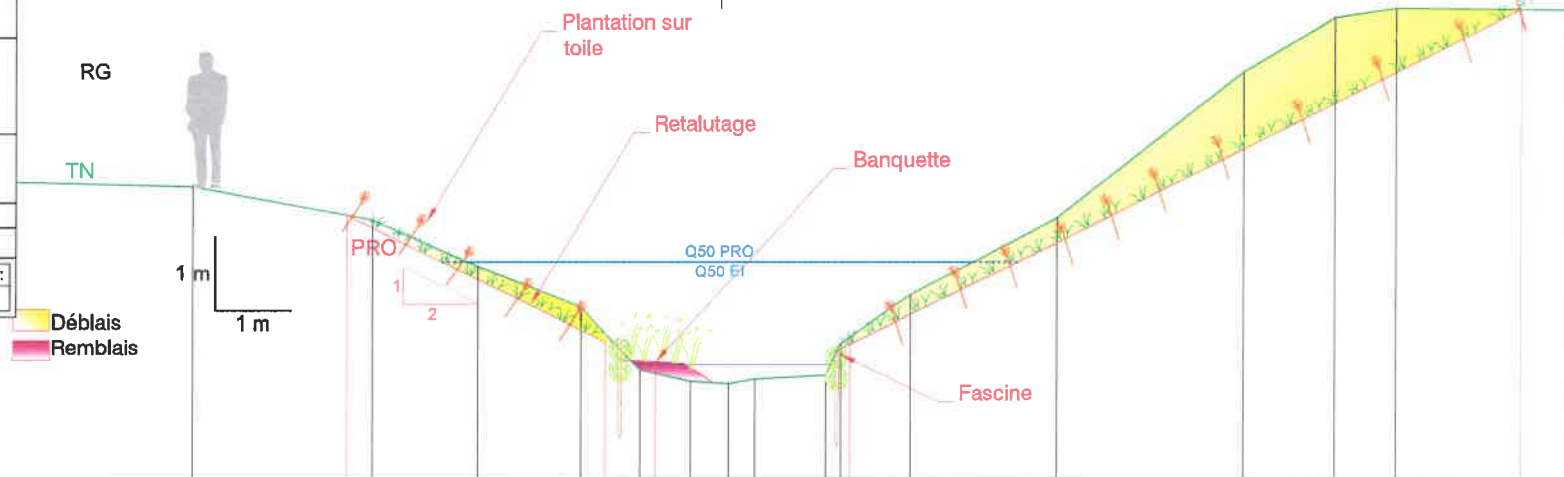 Plantation sur
toile
RG
Retalutage
Banquette
TN
PRO
Q50 PRO
Q50 EI
1 m
1
2
1 m
Déblais
Remblais
Fascine
: